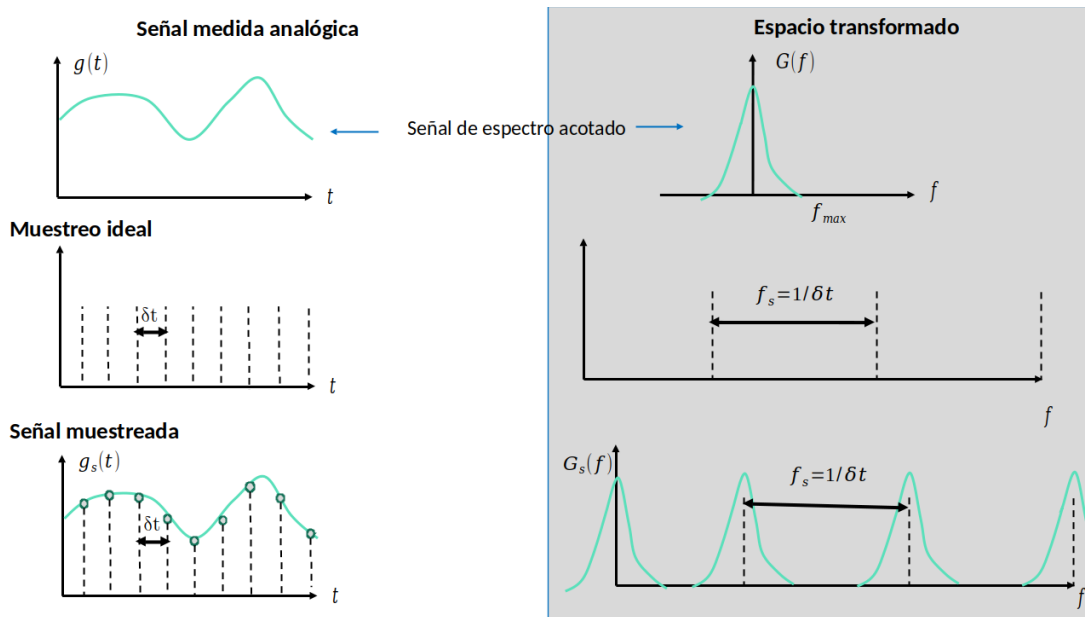 Señal medida analógica
g(t)
t
Señal de espectro acotado
Espacio transformado
G(f)
f
f_max
Muestreo ideal
δt
t
f_s=1/δt
f
Señal muestreada
g_s(t)
δt
t
G_s(f)
f_s=1/δt
f